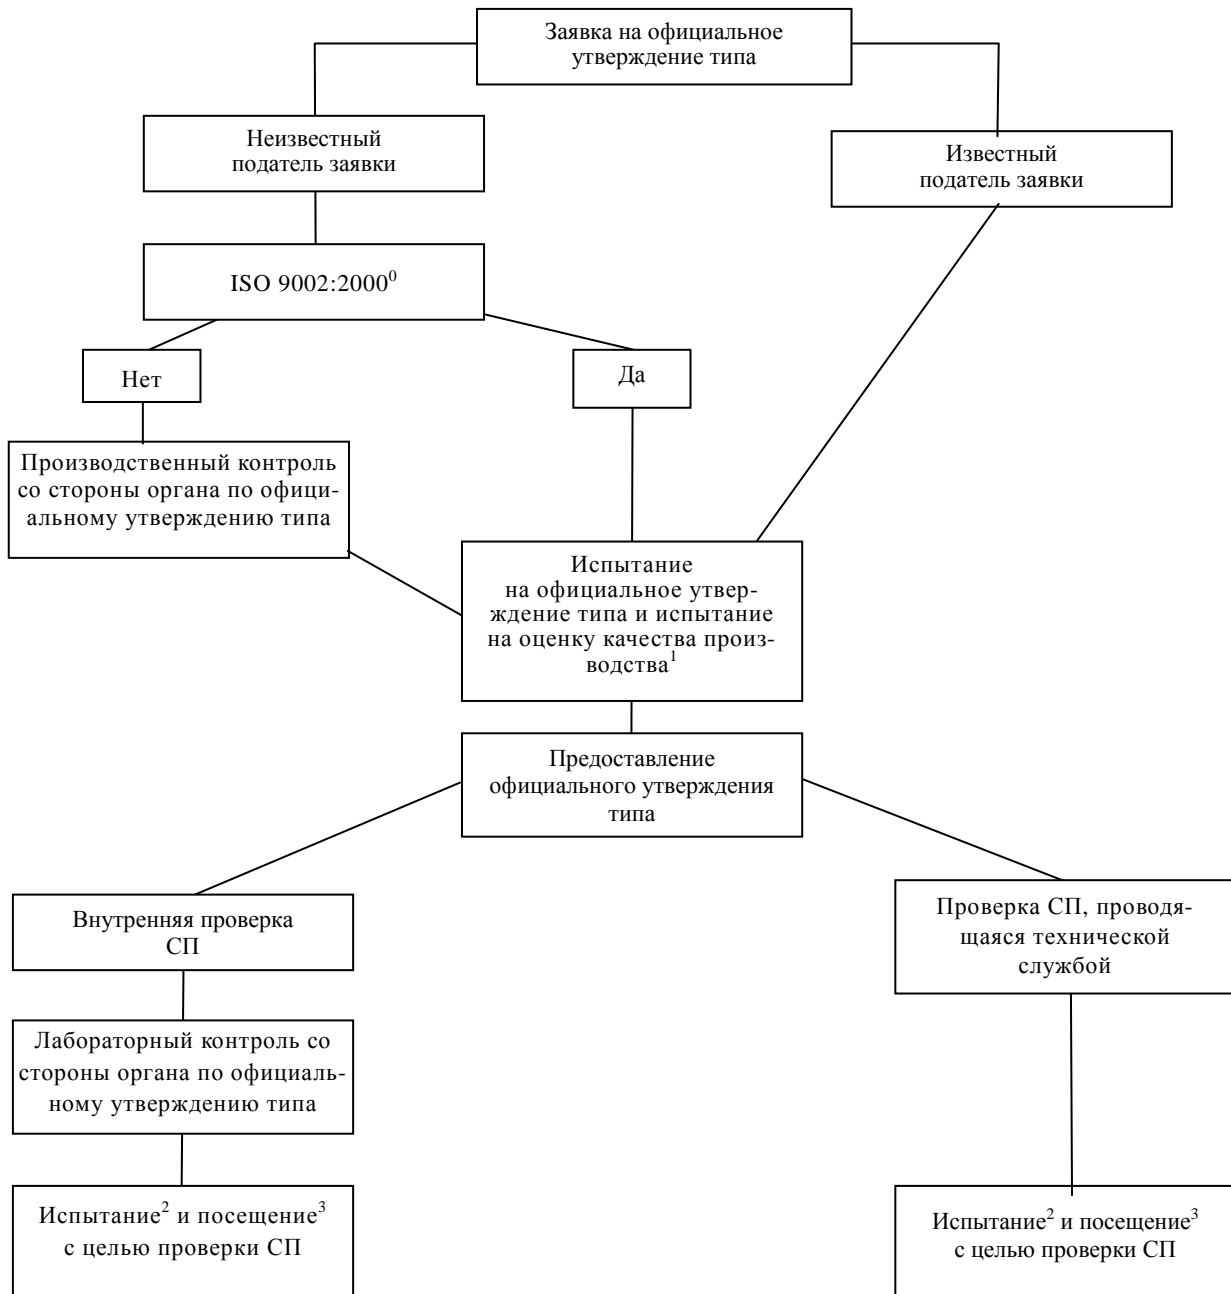 Заявка на официальное
утверждение типа
Неизвестный
податель заявки
Известный
податель заявки
ISO 9002:2000⁰
Нет
Да
Производственный контроль
со стороны органа по офици-
альному утверждению типа
Испытание
на официальное утвер-
ждение типа и испытание
на оценку качества произ-
водства¹
Предоставление
официального утверждения
типа
Внутренняя проверка
СП
Проверка СП, проводя-
щаяся технической
службой
Лабораторный контроль со
стороны органа по официаль-
ному утверждению типа
Испытание² и посещение³
с целью проверки СП
Испытание² и посещение³
с целью проверки СП